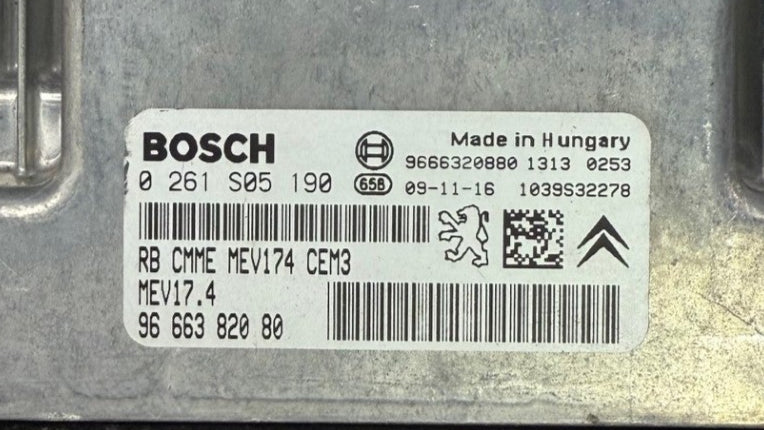 BOSCH
Made in Hungary
9666320880 1313 0253
0 261 S05 190
65B
09-11-16 1039S32278
RB CMME MEV174 CEM3
MEV17.4
96 663 820 80